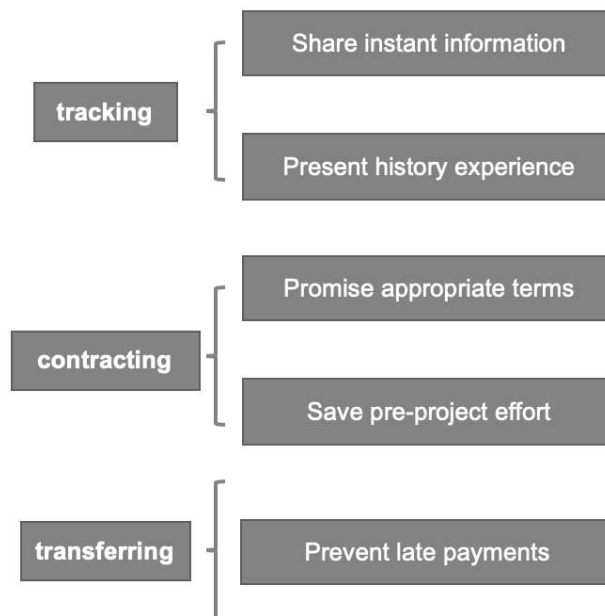 Share instant information
tracking
Present history experience
Promise appropriate terms
contracting
Save pre-project effort
transferring
Prevent late payments